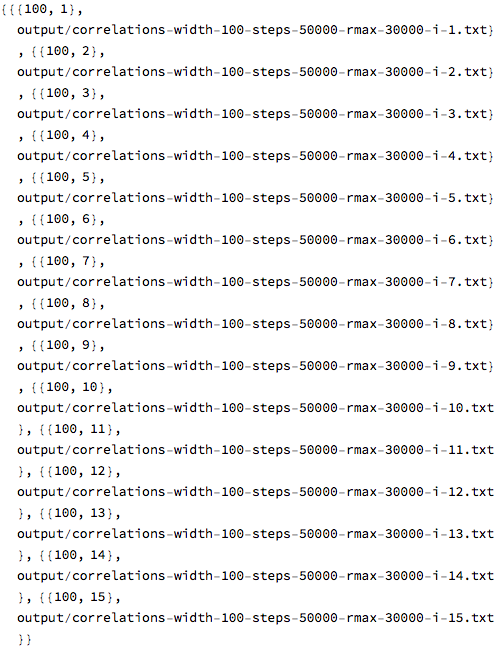 {{{100, 1},
output/correlations-width-100-steps-50000-rmax-30000-i-1.txt}
, {{100, 2},
output/correlations-width-100-steps-50000-rmax-30000-i-2.txt}
, {{100, 3},
output/correlations-width-100-steps-50000-rmax-30000-i-3.txt}
, {{100, 4},
output/correlations-width-100-steps-50000-rmax-30000-i-4.txt}
, {{100, 5},
output/correlations-width-100-steps-50000-rmax-30000-i-5.txt}
, {{100, 6},
output/correlations-width-100-steps-50000-rmax-30000-i-6.txt}
, {{100, 7},
output/correlations-width-100-steps-50000-rmax-30000-i-7.txt}
, {{100, 8},
output/correlations-width-100-steps-50000-rmax-30000-i-8.txt}
, {{100, 9},
output/correlations-width-100-steps-50000-rmax-30000-i-9.txt}
, {{100, 10},
output/correlations-width-100-steps-50000-rmax-30000-i-10.txt
}, {{100, 11},
output/correlations-width-100-steps-50000-rmax-30000-i-11.txt
}, {{100, 12},
output/correlations-width-100-steps-50000-rmax-30000-i-12.txt
}, {{100, 13},
output/correlations-width-100-steps-50000-rmax-30000-i-13.txt
}, {{100, 14},
output/correlations-width-100-steps-50000-rmax-30000-i-14.txt
}, {{100, 15},
output/correlations-width-100-steps-50000-rmax-30000-i-15.txt
}}